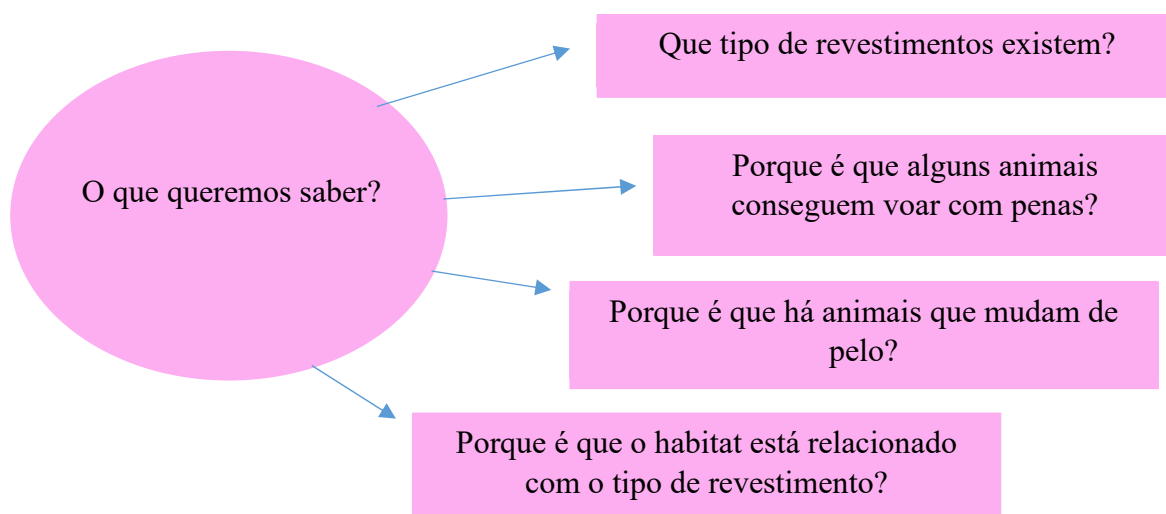 O que queremos saber?
Que tipo de revestimentos existem?
Porque é que alguns animais
conseguem voar com penas?
Porque é que há animais que mudam de
pelo?
Porque é que o habitat está relacionado
com o tipo de revestimento?